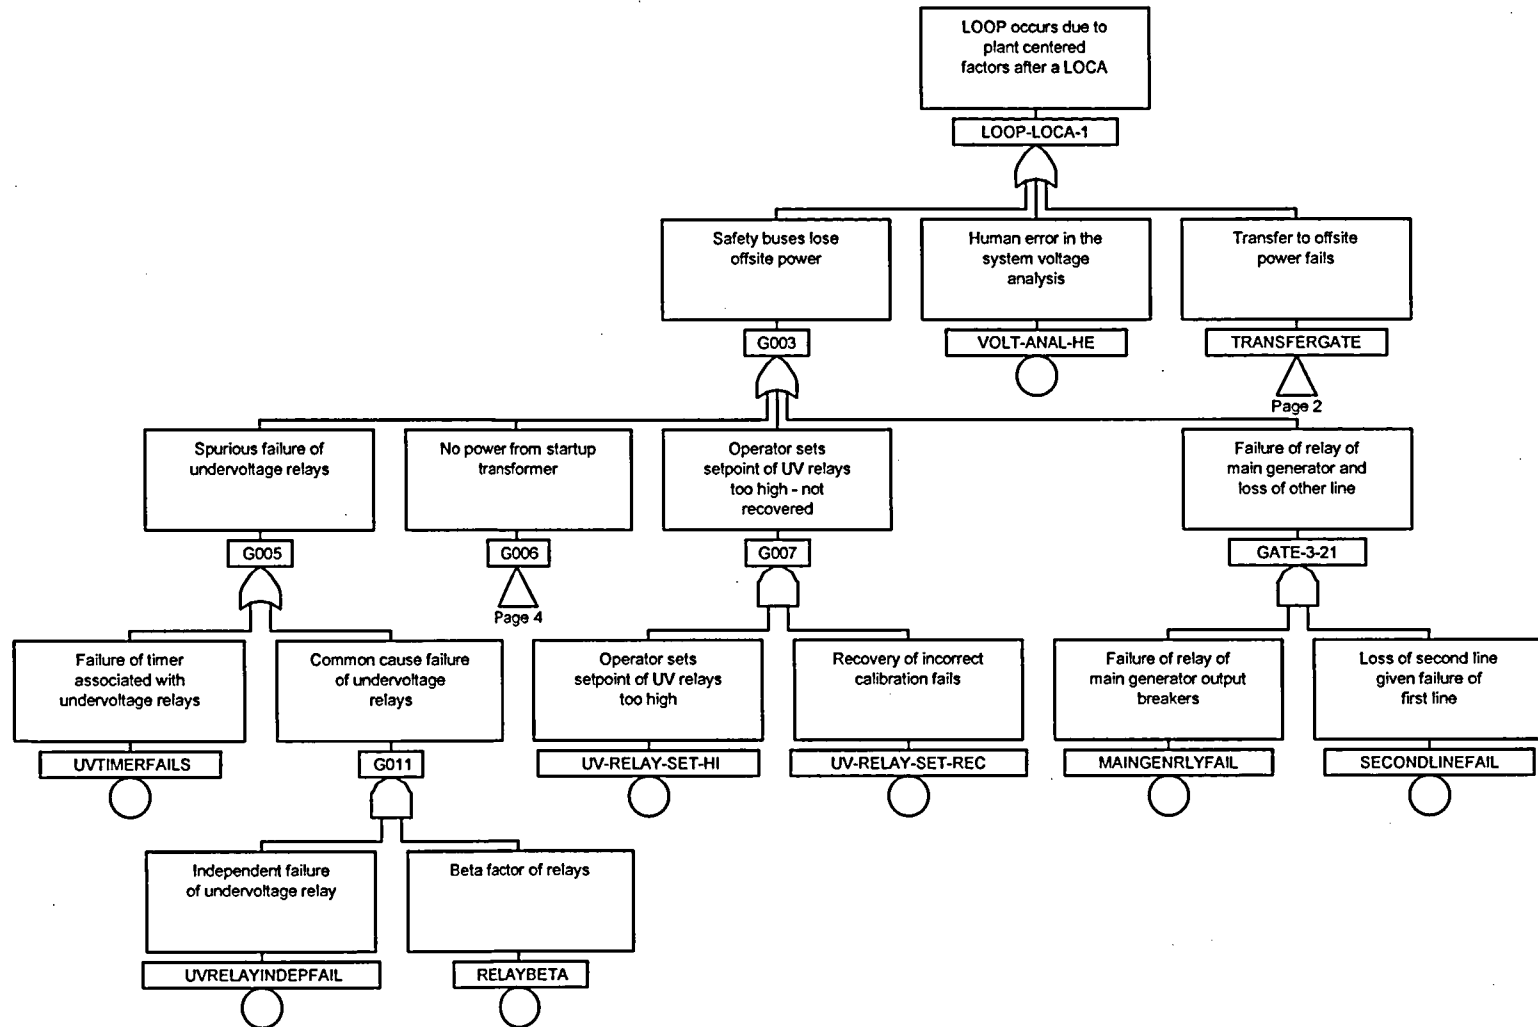 LOOP occurs due to
plant centered
factors after a LOCA
LOOP-LOCA-1
Safety buses lose
offsite power
G003
Human error in the
system voltage
analysis
VOLT-ANAL-HE
Transfer to offsite
power fails
TRANSFERGATE
Page 2
Spurious failure of
undervoltage relays
G005
No power from startup
transformer
G006
Page 4
Operator sets
setpoint of UV relays
too high - not
recovered
G007
Failure of relay of
main generator and
loss of other line
GATE-3-21
Failure of timer
associated with
undervoltage relays
UVTIMERFAILS
Common cause failure
of undervoltage
relays
G011
Operator sets
setpoint of UV relays
too high
UV-RELAY-SET-HI
Recovery of incorrect
calibration fails
UV-RELAY-SET-REC
Failure of relay of
main generator output
breakers
MAINGENRLYFAIL
Loss of second line
given failure of
first line
SECONDLINEFAIL
Independent failure
of undervoltage relay
UVRELAYINDEPFAIL
Beta factor of relays
RELAYBETA